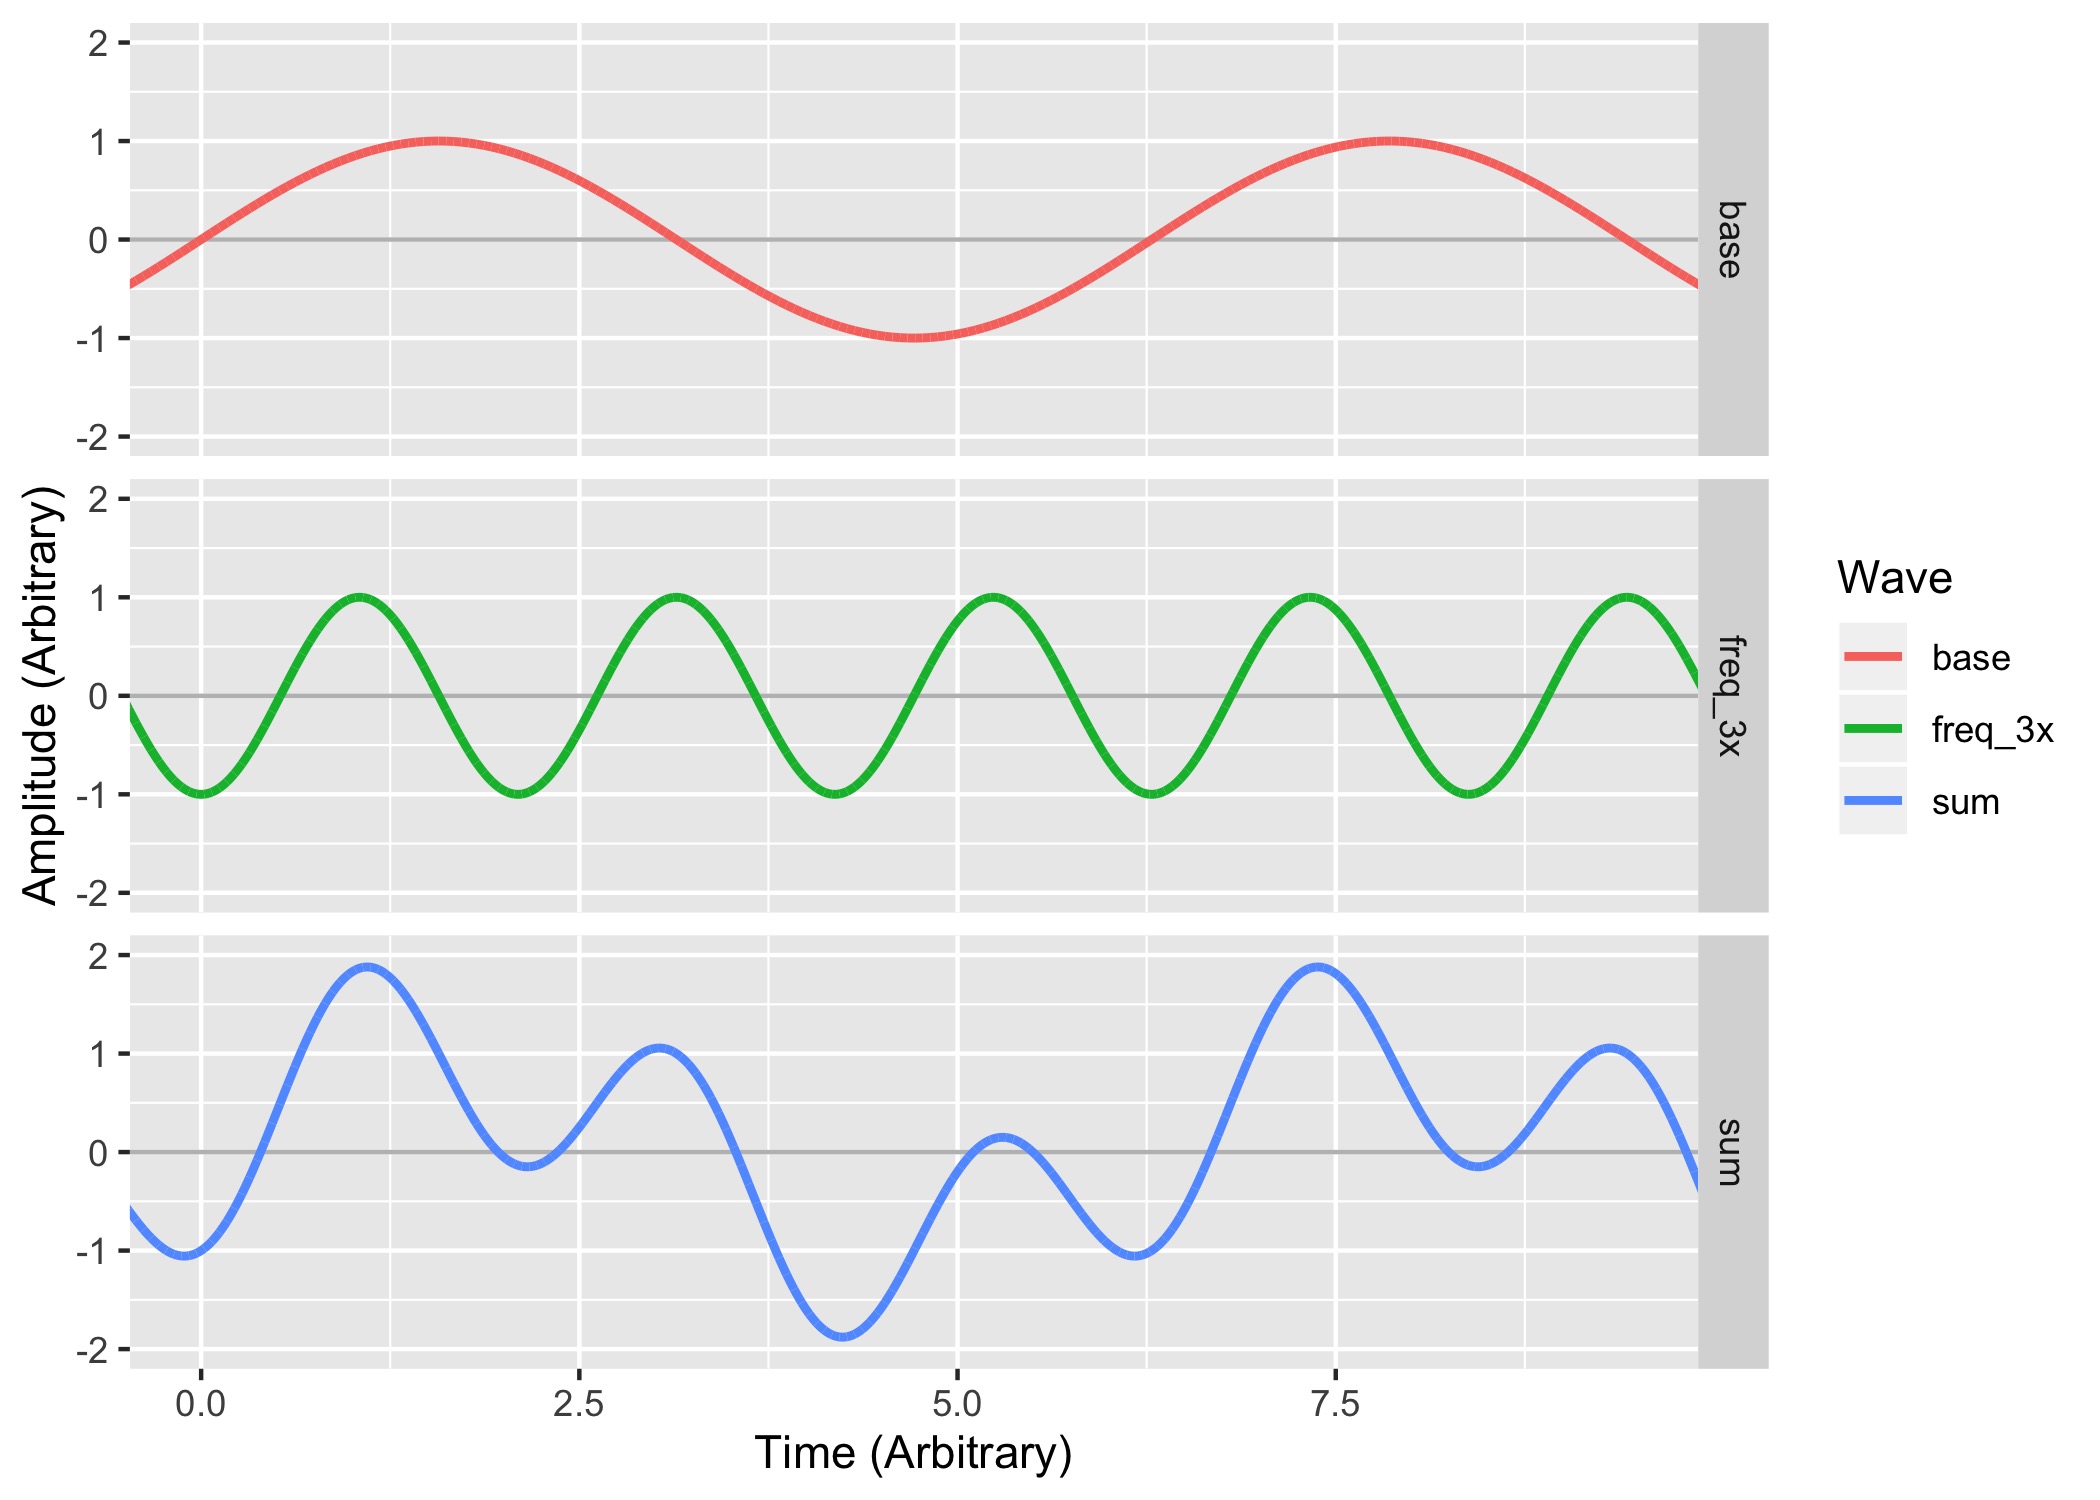 2
1
0
-1
-2
base
2
1
0
-1
-2
freq_3x
2
1
0
-1
-2
sum
0.0 2.5 5.0 7.5
Time (Arbitrary)
Amplitude (Arbitrary)
Wave
base
freq_3x
sum